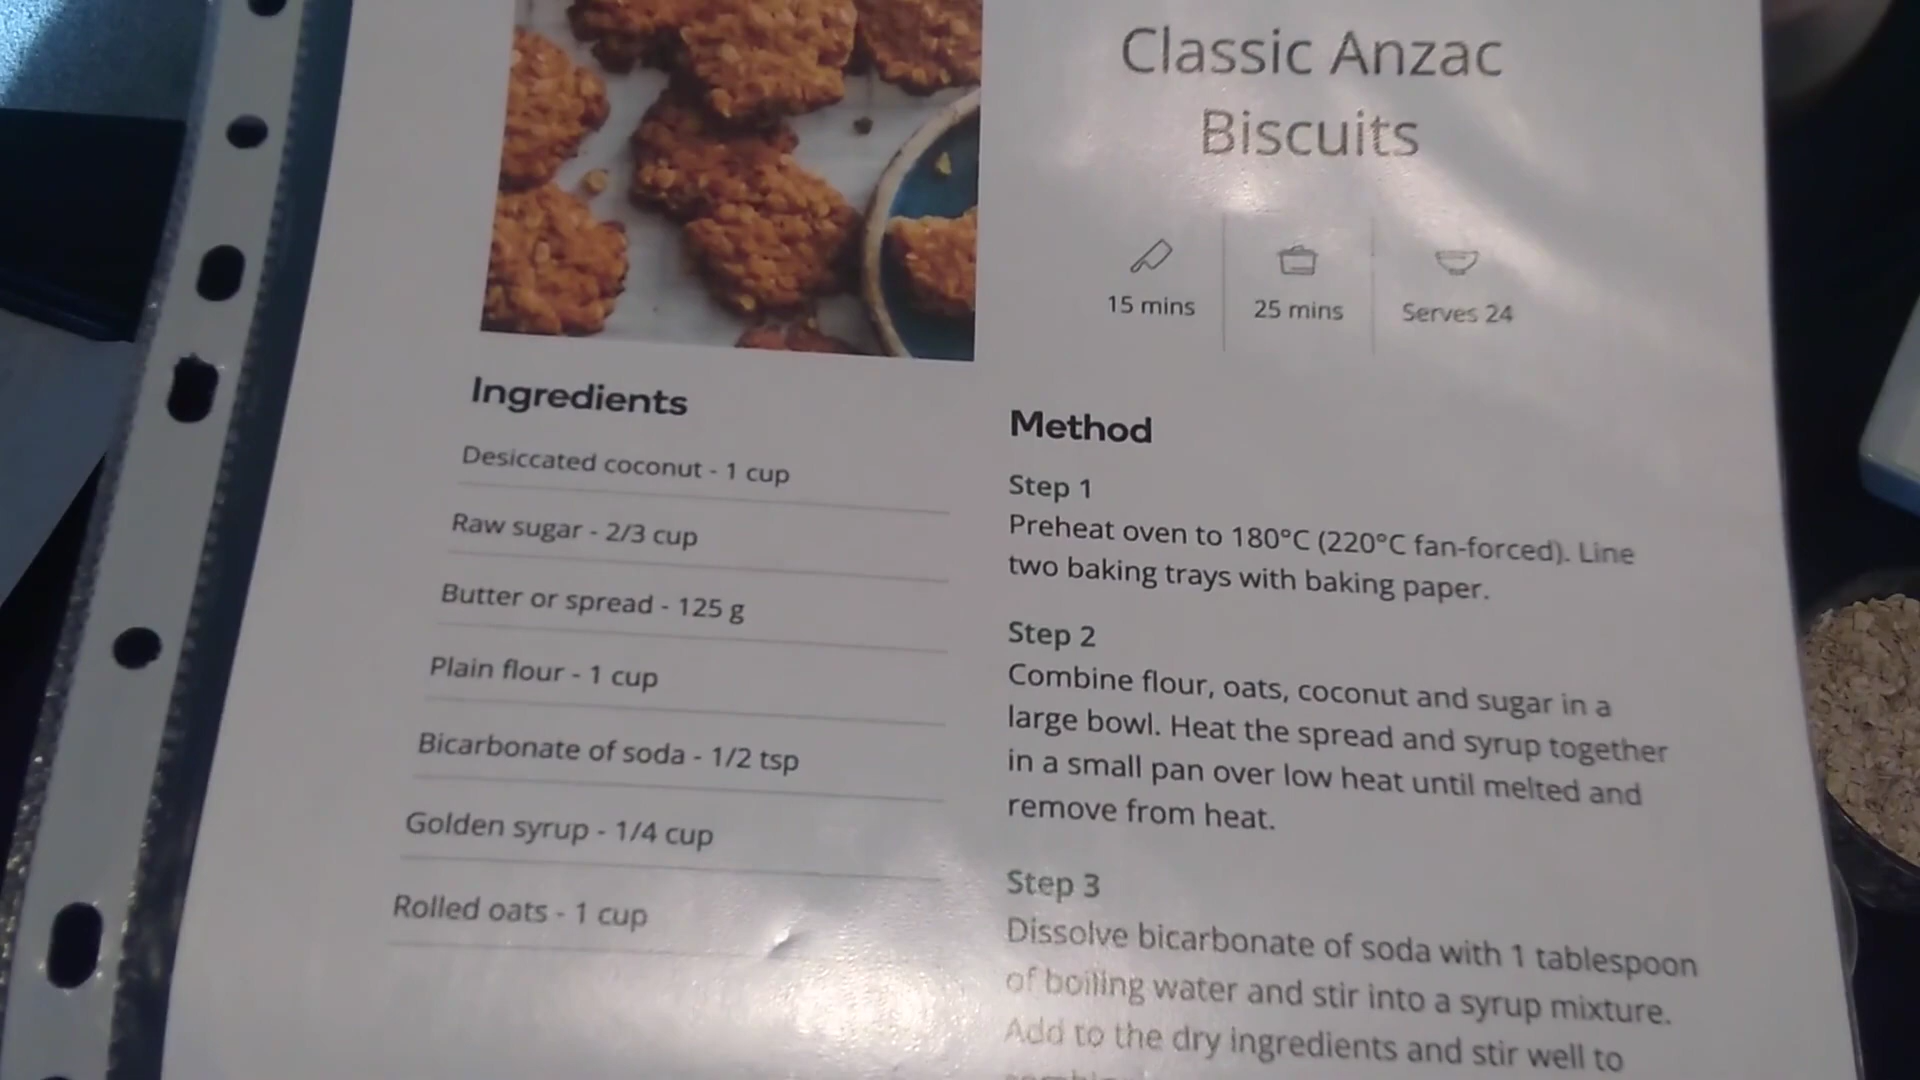 Classic Anzac
Biscuits
15 mins
25 mins
Serves 24
Ingredients
Desiccated coconut - 1 cup
Raw sugar - 2/3 cup
Butter or spread - 125 g
Plain flour - 1 cup
Bicarbonate of soda - 1/2 tsp
Golden syrup - 1/4 cup
Rolled oats - 1 cup
Method
Step 1
Preheat oven to 180°C (220°C fan-forced). Line
two baking trays with baking paper.
Step 2
Combine flour, oats, coconut and sugar in a
large bowl. Heat the spread and syrup together
in a small pan over low heat until melted and
remove from heat.
Step 3
Dissolve bicarbonate of soda with 1 tablespoon
of boiling water and stir into a syrup mixture.
Add to the dry ingredients and stir well to